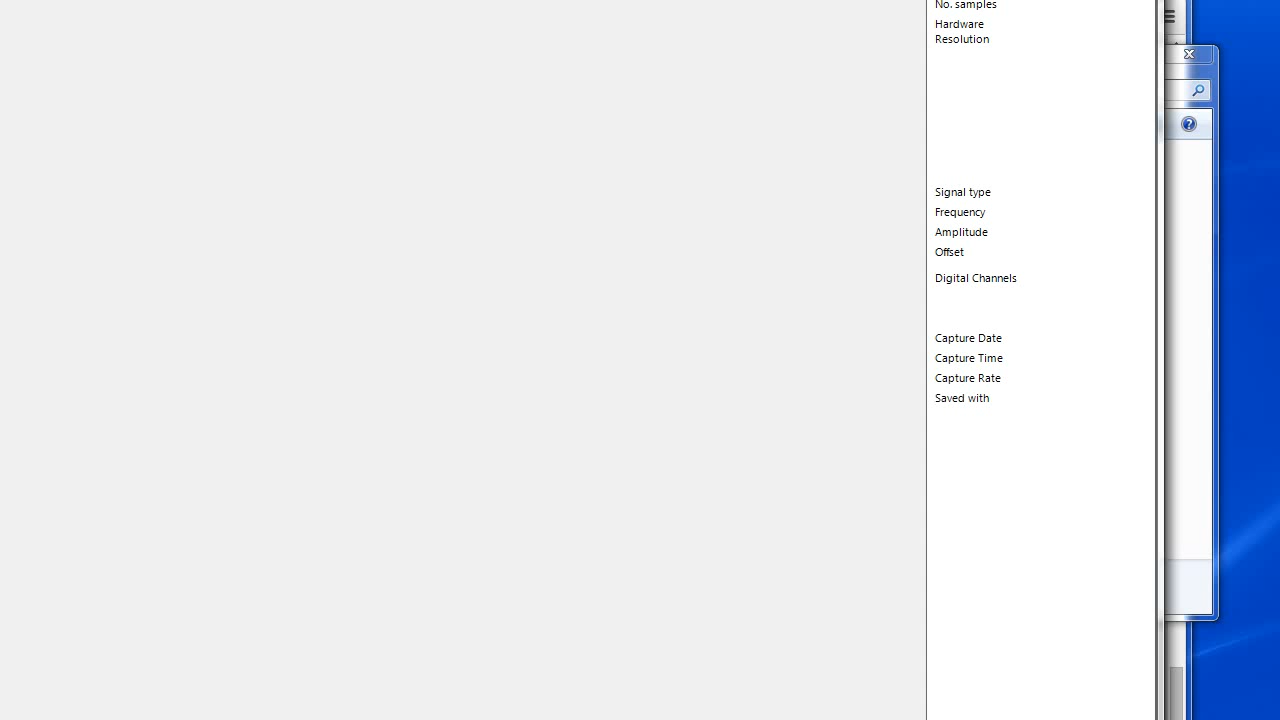 No. samples
Hardware
Resolution
Signal type
Frequency
Amplitude
Offset
Digital Channels
Capture Date
Capture Time
Capture Rate
Saved with